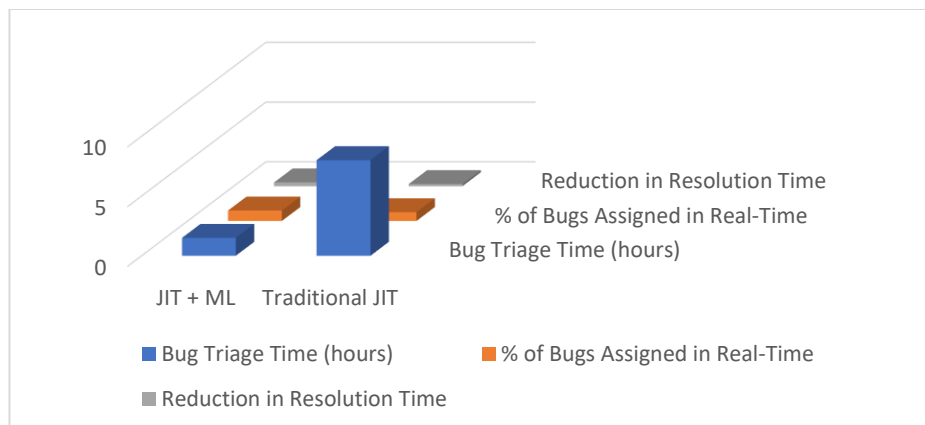 10
5
0
Reduction in Resolution Time
% of Bugs Assigned in Real-Time
Bug Triage Time (hours)
JIT + ML Traditional JIT
Bug Triage Time (hours) % of Bugs Assigned in Real-Time
Reduction in Resolution Time